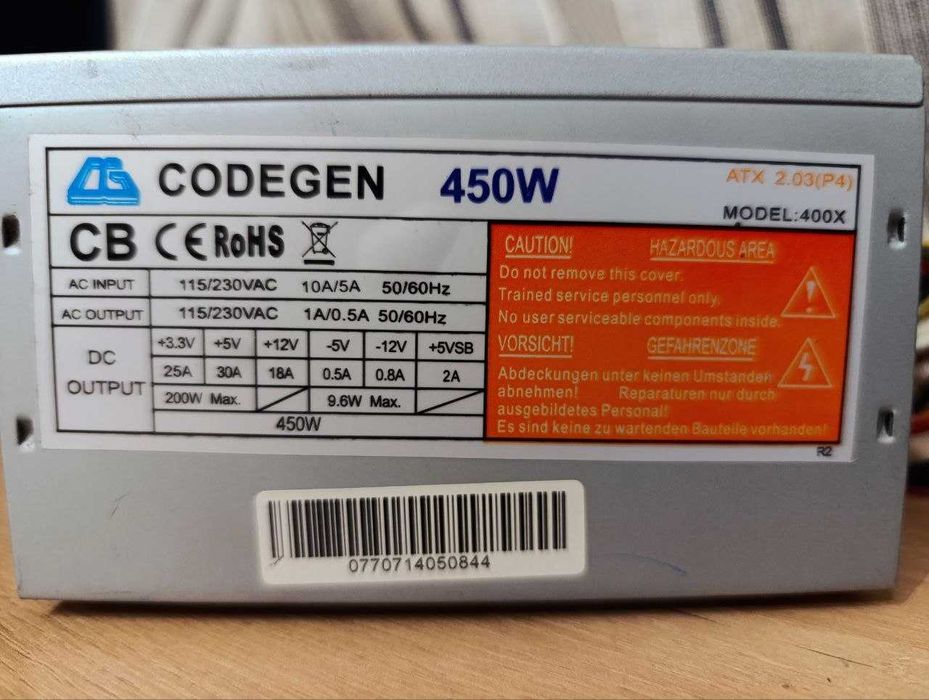 CODEGEN 450W ATX 2.03(P4)
MODEL:400X
CB CE RoHS
AC INPUT 115/230VAC 10A/5A 50/60Hz
AC OUTPUT 115/230VAC 1A/0.5A 50/60Hz
DC OUTPUT
+3.3V +5V +12V -5V -12V +5VSB
25A 30A 18A 0.5A 0.8A 2A
200W Max. 9.6W Max.
450W
CAUTION! HAZARDOUS AREA
Do not remove this cover.
Trained service personnel only.
No user serviceable components inside.
VORSICHT! GEFAHRENZONE
Abdeckungen unter keinen Umstanden
abnehmen! Reparaturen nur durch
ausgebildetes Personal!
Es sind keine zu wartenden Bauteile vorhanden!
R2
0770714050844